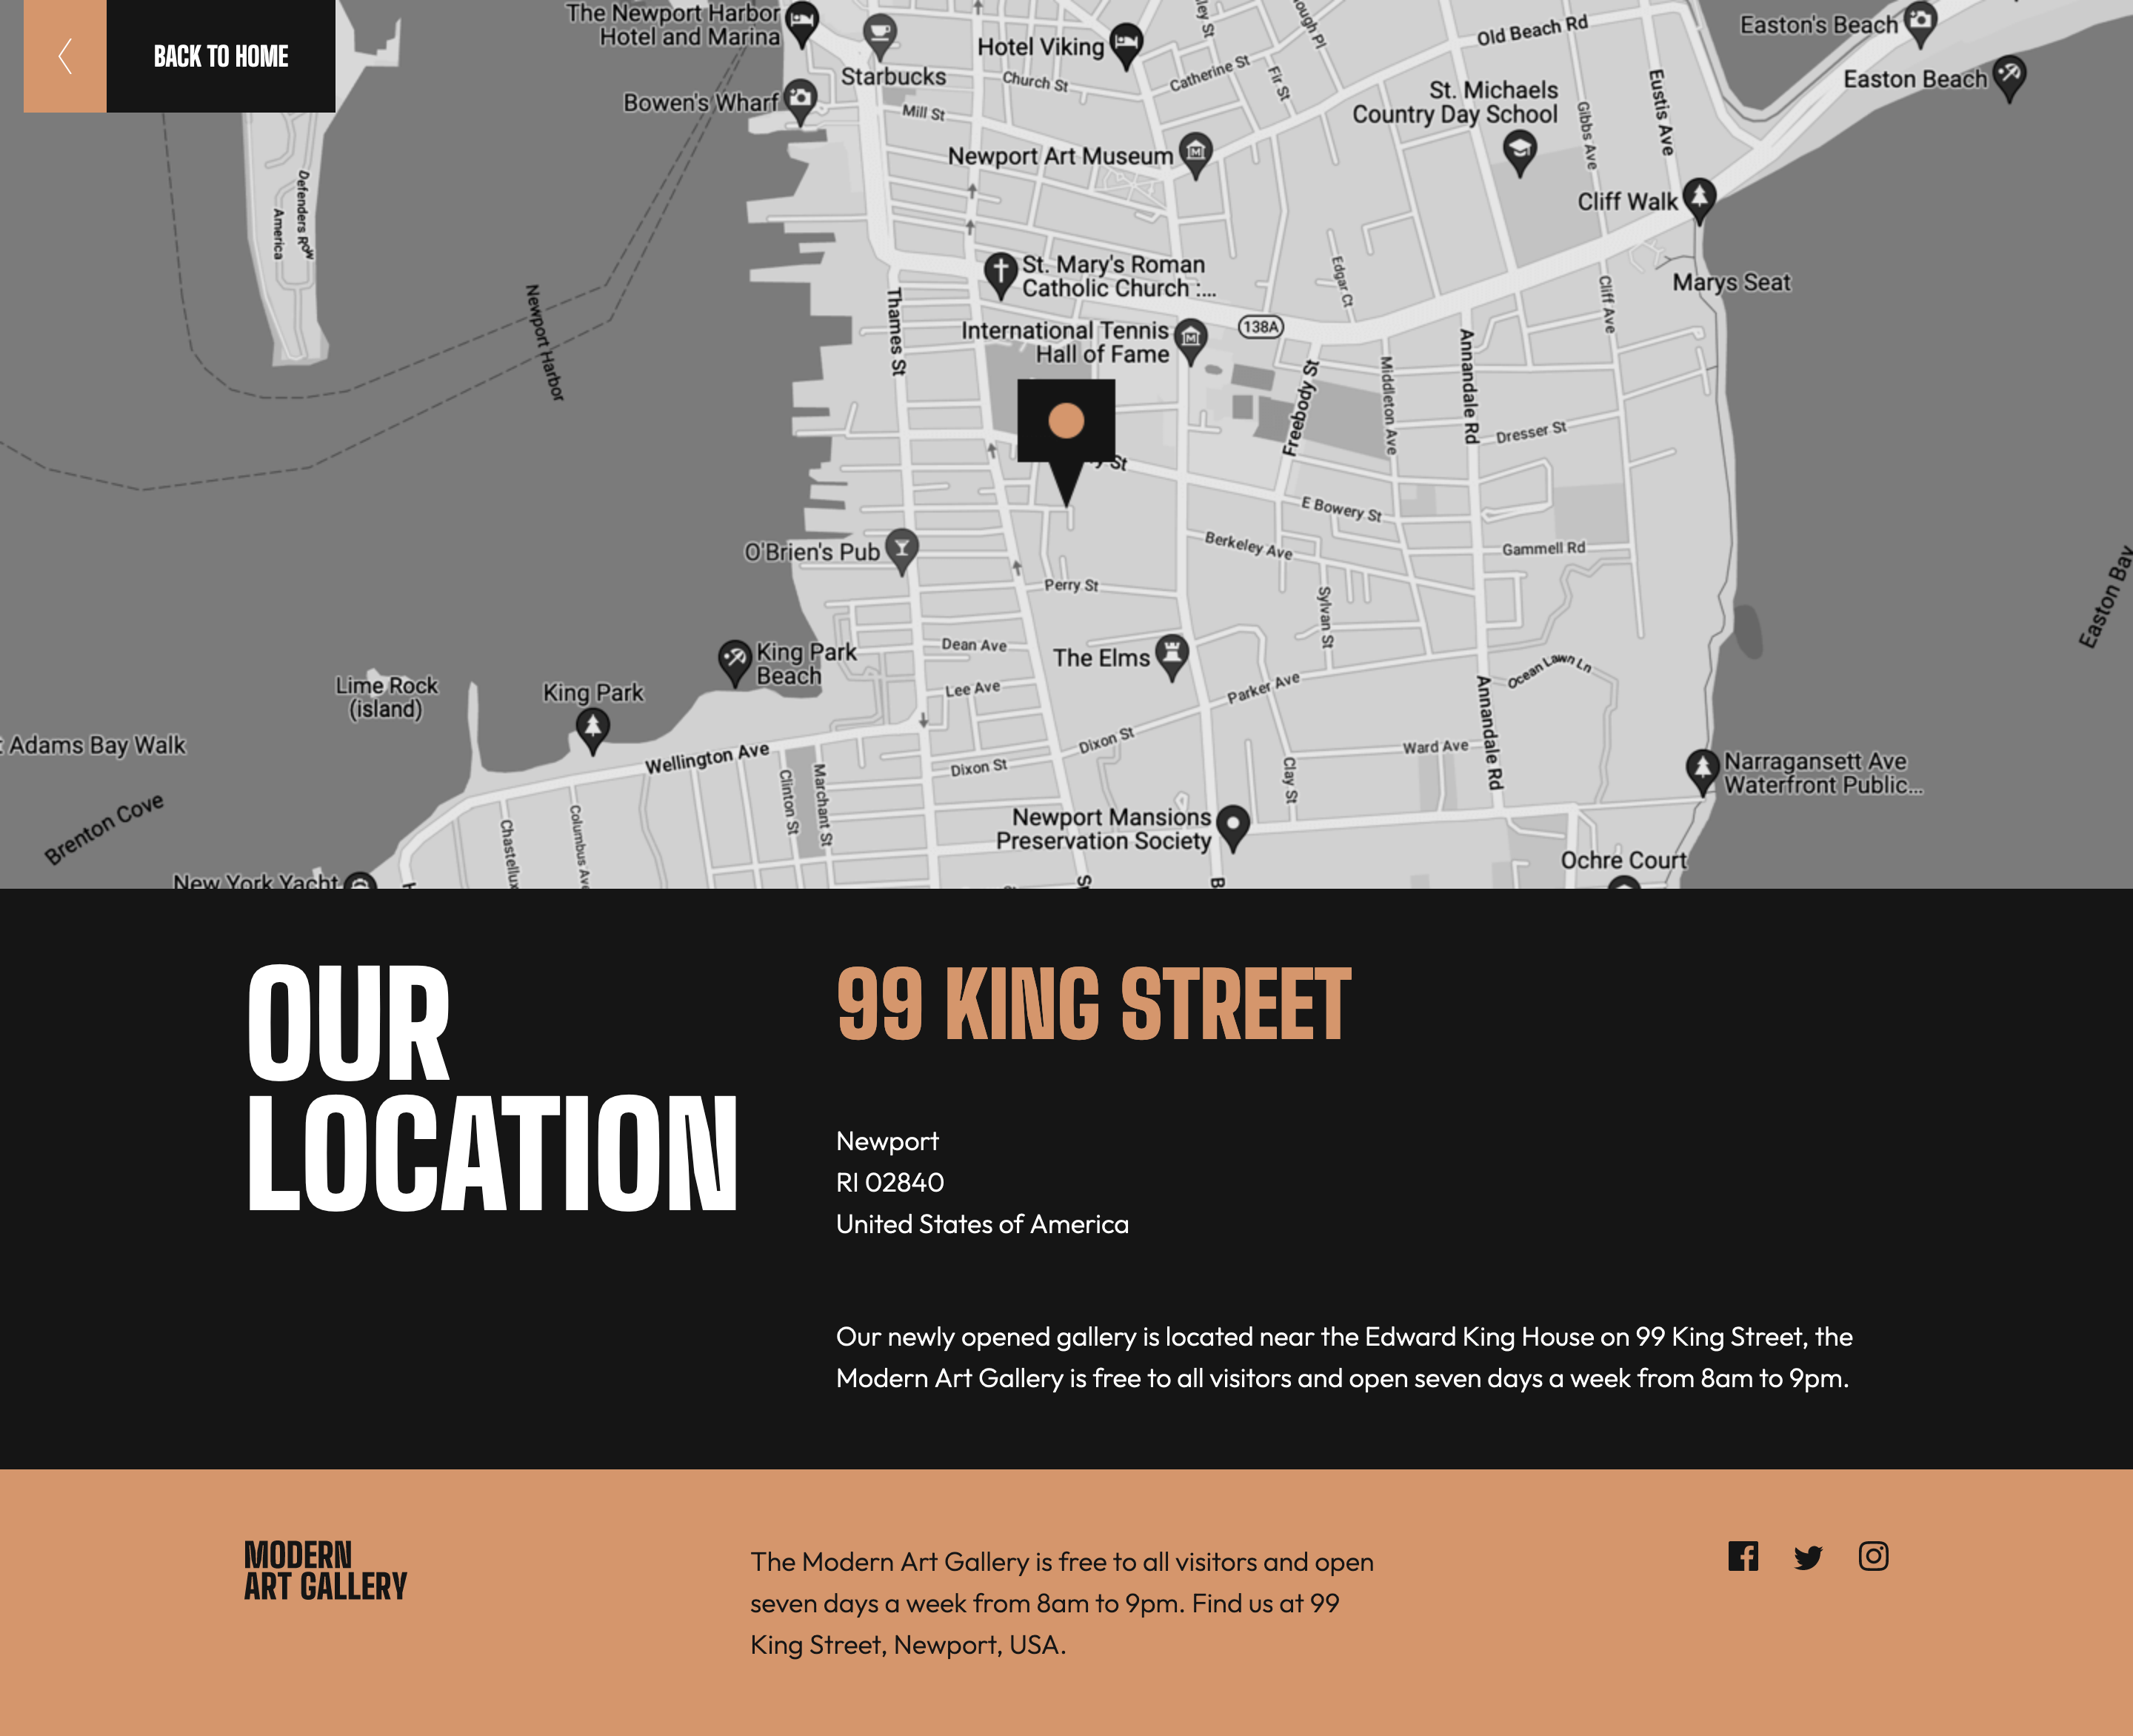 BACK TO HOME
The Newport Harbor
Hotel and Marina
Starbucks
Hotel Viking
Old Beach Rd
Easton's Beach
Easton Beach
Bowen's Wharf
Church St
Catherine St
Fir St
Mill St
St. Michaels
Country Day School
Gibbs Ave
Eustis Ave
Newport Art Museum
Cliff Walk
Defenders Row
America
St. Mary's Roman
Catholic Church :...
Edgar Ct
Marys Seat
Cliff Ave
Newport Harbor
Thames St
International Tennis
Hall of Fame
138A
Freebody St
Middleton Ave
Annandale Rd
Dresser St
St
E Bowery St
Berkeley Ave
Gammell Rd
O'Brien's Pub
Perry St
Sylvan St
Easton Bay
Dean Ave
The Elms
King Park
Beach
Lee Ave
Parker Ave
Ocean Lawn Ln
Lime Rock
(island)
King Park
Annandale Rd
Adams Bay Walk
Wellington Ave
Dixon St
Dixon St
Ward Ave
Clinton St
Marchant St
Clay St
Narragansett Ave
Waterfront Public...
Brenton Cove
Chastellux
Columbus Ave
Newport Mansions
Preservation Society
Ochre Court
New York Yacht
OUR
LOCATION
99 KING STREET
Newport
RI 02840
United States of America
Our newly opened gallery is located near the Edward King House on 99 King Street, the
Modern Art Gallery is free to all visitors and open seven days a week from 8am to 9pm.
MODERN
ART GALLERY
The Modern Art Gallery is free to all visitors and open
seven days a week from 8am to 9pm. Find us at 99
King Street, Newport, USA.